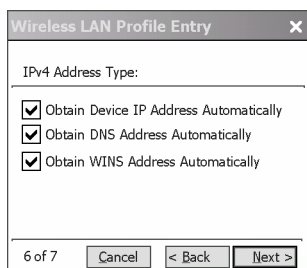 Wireless LAN Profile Entry
IPv4 Address Type:
Obtain Device IP Address Automatically
Obtain DNS Address Automatically
Obtain WINS Address Automatically
6 of 7 Cancel < Back Next >